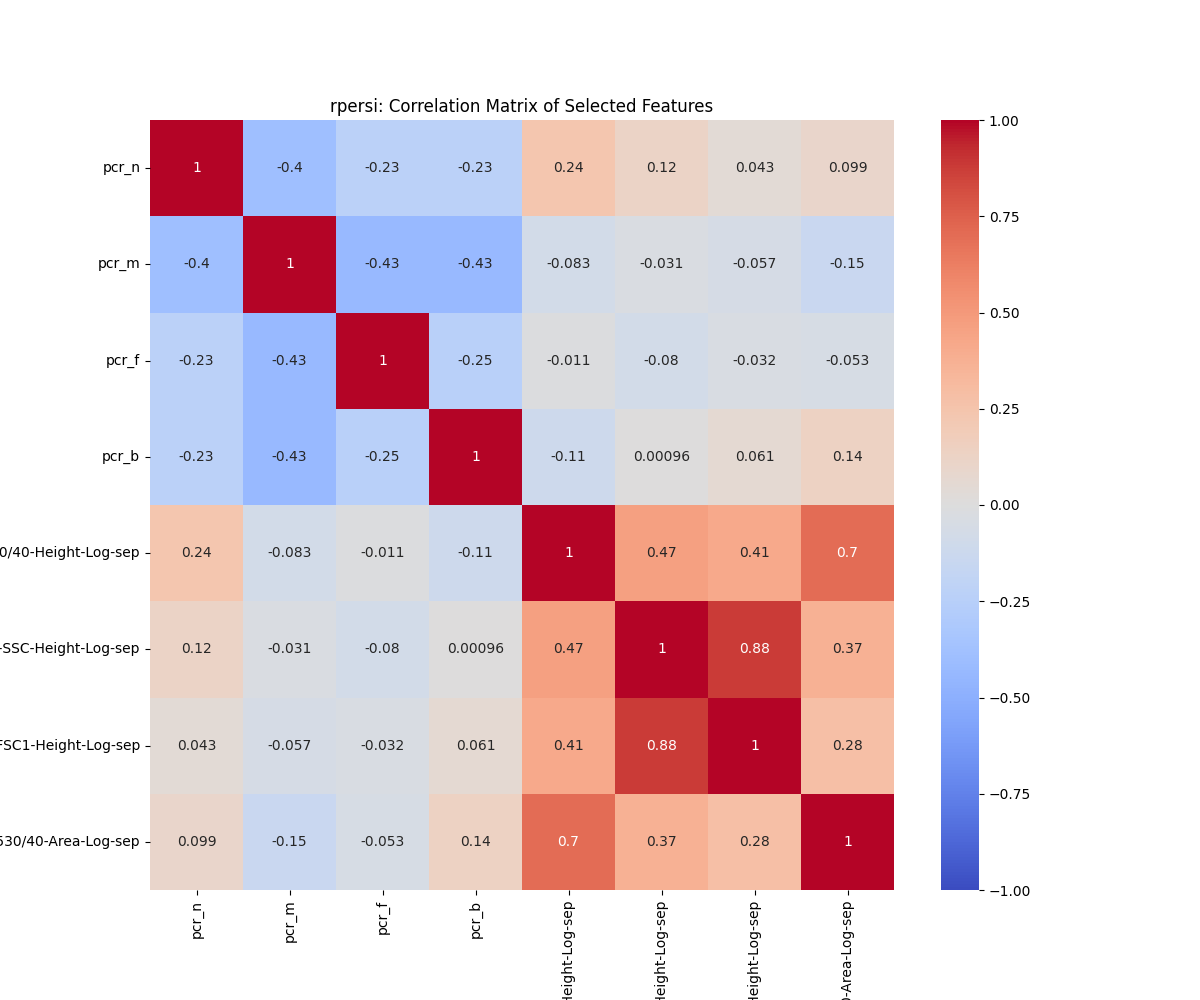 rpersi: Correlation Matrix of Selected Features
pcr_n 1 -0.4 -0.23 -0.23 0.24 0.12 0.043 0.099
pcr_m -0.4 1 -0.43 -0.43 -0.083 -0.031 -0.057 -0.15
pcr_f -0.23 -0.43 1 -0.25 -0.011 -0.08 -0.032 -0.053
pcr_b -0.23 -0.43 -0.25 1 -0.11 0.00096 0.061 0.14
0/40-Height-Log-sep 0.24 -0.083 -0.011 -0.11 1 0.47 0.41 0.7
-SSC-Height-Log-sep 0.12 -0.031 -0.08 0.00096 0.47 1 0.88 0.37
FSC1-Height-Log-sep 0.043 -0.057 -0.032 0.061 0.41 0.88 1 0.28
530/40-Area-Log-sep 0.099 -0.15 -0.053 0.14 0.7 0.37 0.28 1
pcr_n
pcr_m
pcr_f
pcr_b
Height-Log-sep
Height-Log-sep
Height-Log-sep
0-Area-Log-sep
1.00
0.75
0.50
0.25
0.00
−0.25
−0.50
−0.75
−1.00